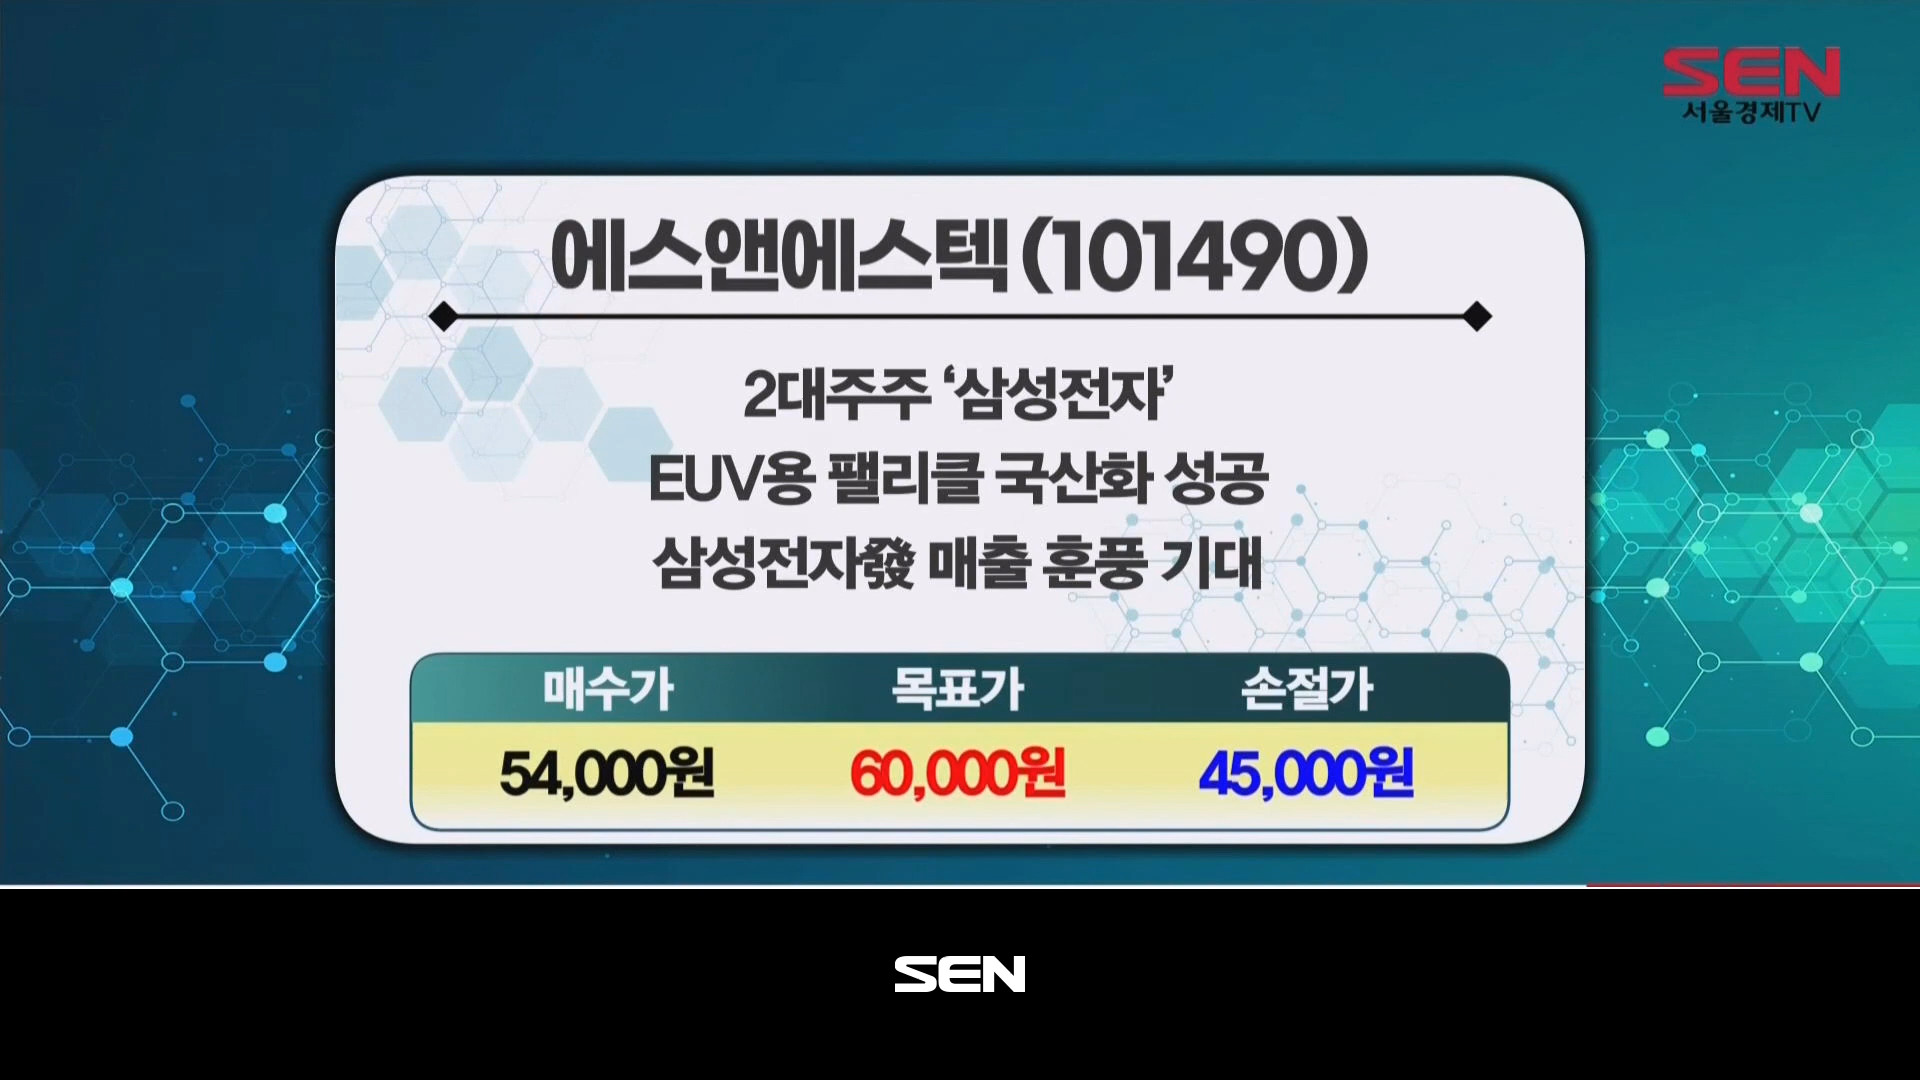 SEN
서울경제TV
에스앤에스텍(101490)
2대주주 ‘삼성전자’
EUV용 팰리클 국산화 성공
삼성전자發 매출 훈풍 기대
매수가 목표가 손절가
54,000원 60,000원 45,000원
SEN